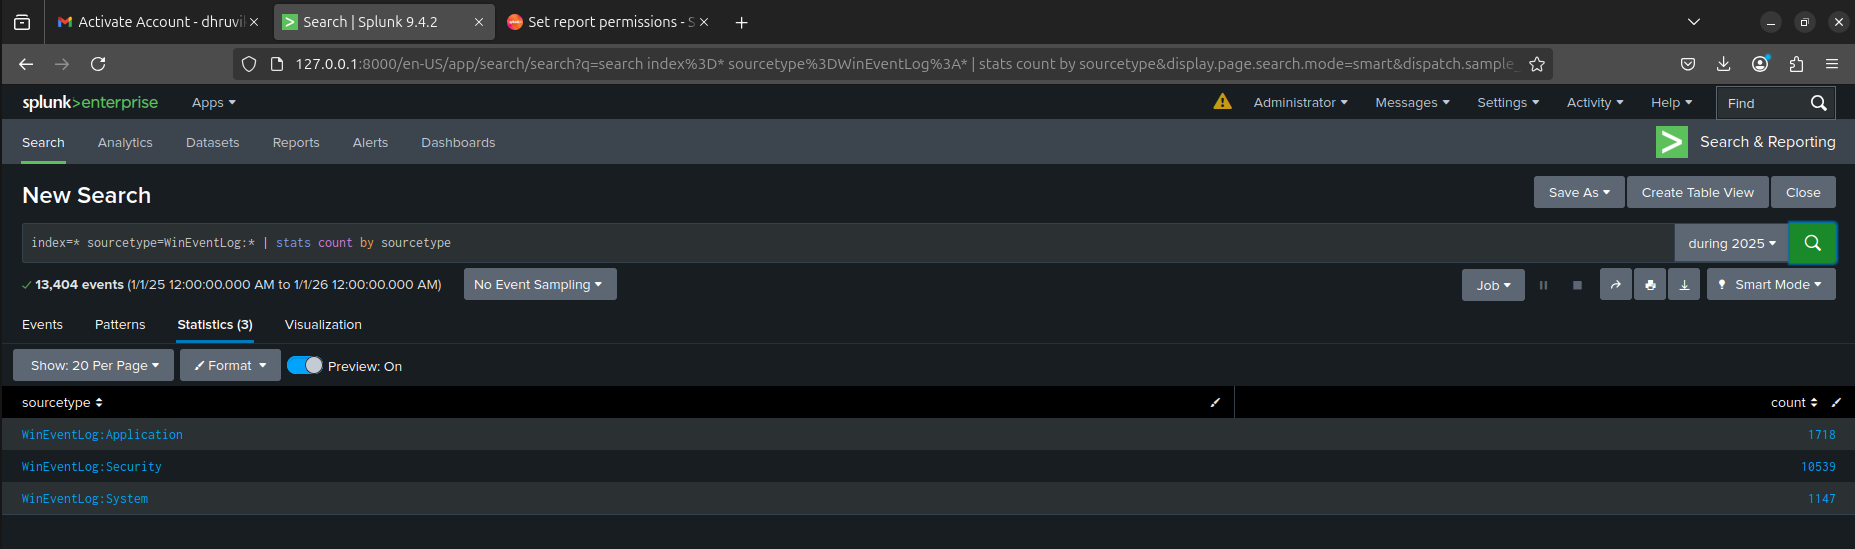 Activate Account - dhruvil
Search | Splunk 9.4.2
Set report permissions - S
127.0.0.1:8000/en-US/app/search/search?q=search index%3D* sourcetype%3DWinEventLog%3A* | stats count by sourcetype&display.page.search.mode=smart&dispatch.sample_
splunk>enterprise
Apps
Administrator
Messages
Settings
Activity
Help
Find
Search
Analytics
Datasets
Reports
Alerts
Dashboards
Search & Reporting
New Search
Save As
Create Table View
Close
index=* sourcetype=WinEventLog:* | stats count by sourcetype
during 2025
13,404 events (1/1/25 12:00:00.000 AM to 1/1/26 12:00:00.000 AM)
No Event Sampling
Job
Smart Mode
Events
Patterns
Statistics (3)
Visualization
Show: 20 Per Page
Format
Preview: On
sourcetype
count
WinEventLog:Application
1718
WinEventLog:Security
10539
WinEventLog:System
1147